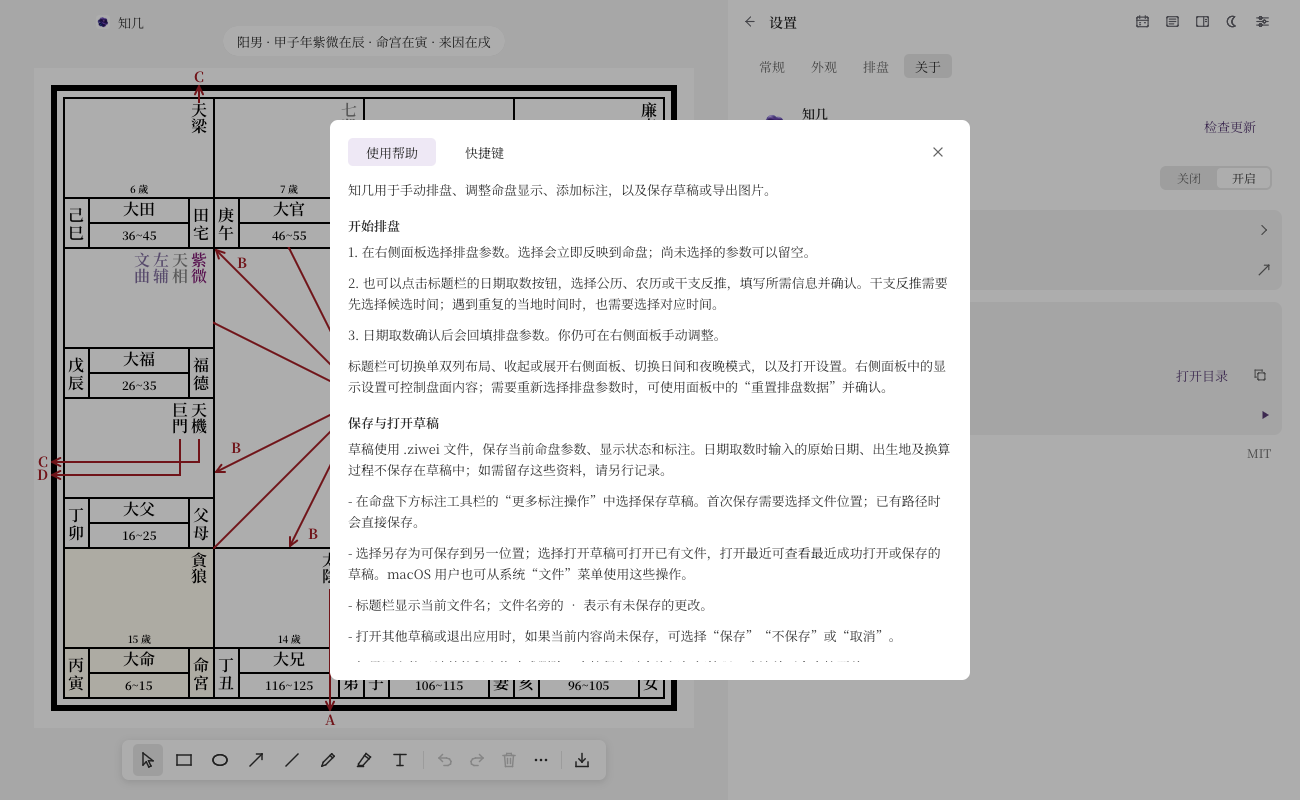 知几
阳男 · 甲子年紫微在辰 · 命宫在寅 · 来因在戌
设置
常规
外观
排盘
关于
知几
检查更新
关闭
开启
打开目录
MIT
使用帮助
快捷键
知几用于手动排盘、调整命盘显示、添加标注，以及保存草稿或导出图片。
开始排盘
1. 在右侧面板选择排盘参数。选择会立即反映到命盘；尚未选择的参数可以留空。
2. 也可以点击标题栏的日期取数按钮，选择公历、农历或干支反推，填写所需信息并确认。干支反推需要
先选择候选时间；遇到重复的当地时间时，也需要选择对应时间。
3. 日期取数确认后会回填排盘参数。你仍可在右侧面板手动调整。
标题栏可切换单双列布局、收起或展开右侧面板、切换日间和夜晚模式，以及打开设置。右侧面板中的显
示设置可控制盘面内容；需要重新选择排盘参数时，可使用面板中的“重置排盘数据”并确认。
保存与打开草稿
草稿使用 .ziwei 文件，保存当前命盘参数、显示状态和标注。日期取数时输入的原始日期、出生地及换算
过程不保存在草稿中；如需留存这些资料，请另行记录。
- 在命盘下方标注工具栏的“更多标注操作”中选择保存草稿。首次保存需要选择文件位置；已有路径时
会直接保存。
- 选择另存为可保存到另一位置；选择打开草稿可打开已有文件，打开最近可查看最近成功打开或保存的
草稿。macOS 用户也可从系统“文件”菜单使用这些操作。
- 标题栏显示当前文件名；文件名旁的 · 表示有未保存的更改。
- 打开其他草稿或退出应用时，如果当前内容尚未保存，可选择“保存”“不保存”或“取消”。
C
天梁
七
廉
6 歲
7 歲
己巳
大田
36~45
田宅
庚午
大官
46~55
文曲
左辅
天相
紫微
B
戊辰
大福
26~35
福德
巨門
天機
C
D
B
丁卯
大父
16~25
父母
B
貪狼
15 歲
14 歲
丙寅
大命
6~15
命宮
丁丑
大兄
116~125
弟
子
106~115
妻
亥
96~105
女
A